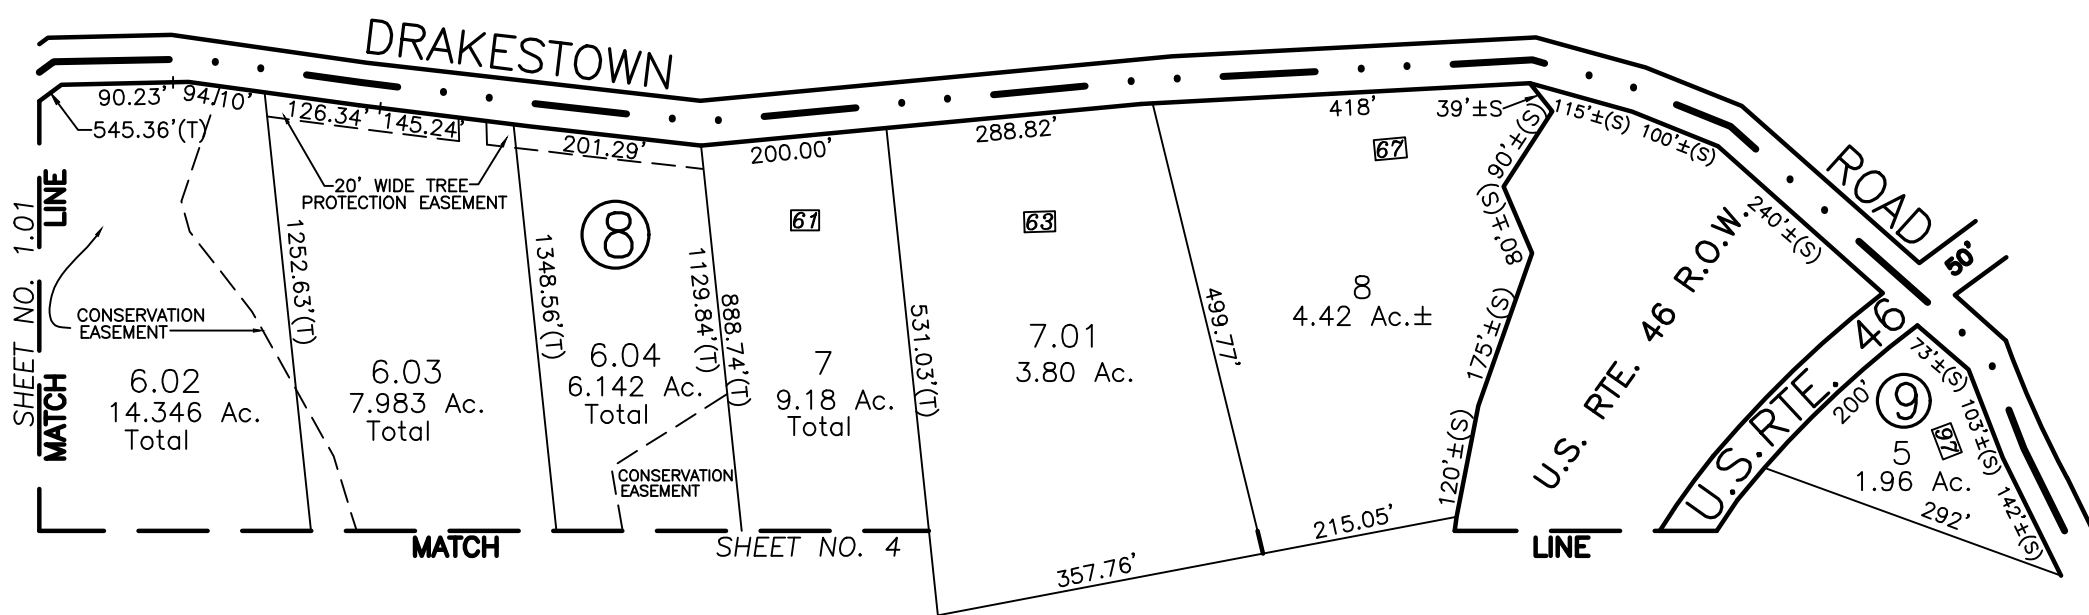 DRAKESTOWN
ROAD
50'
90.23'
94.10'
126.34'
145.24'
201.29'
200.00'
288.82'
418'
39'±S
115'±(S)
100'±(S)
240'±(S)
545.36'(T)
20' WIDE TREE
PROTECTION EASEMENT
SHEET NO. 1.01
MATCH LINE
CONSERVATION
EASEMENT
1252.63'(T)
1348.56'(T)
1129.84'(T)
888.74'(T)
531.03'(T)
499.77'
90'±(S)
80'±(S)
175'±(S)
120'±(S)
8
61
63
67
6.02
14.346 Ac.
Total
6.03
7.983 Ac.
Total
6.04
6.142 Ac.
Total
7
9.18 Ac.
Total
7.01
3.80 Ac.
8
4.42 Ac.±
CONSERVATION
EASEMENT
U.S. RTE. 46 R.O.W.
U.S. RTE. 46
73'±(S)
200'
9
97
103'±(S)
5
1.96 Ac.
142'±(S)
292'
215.05'
357.76'
MATCH
SHEET NO. 4
LINE